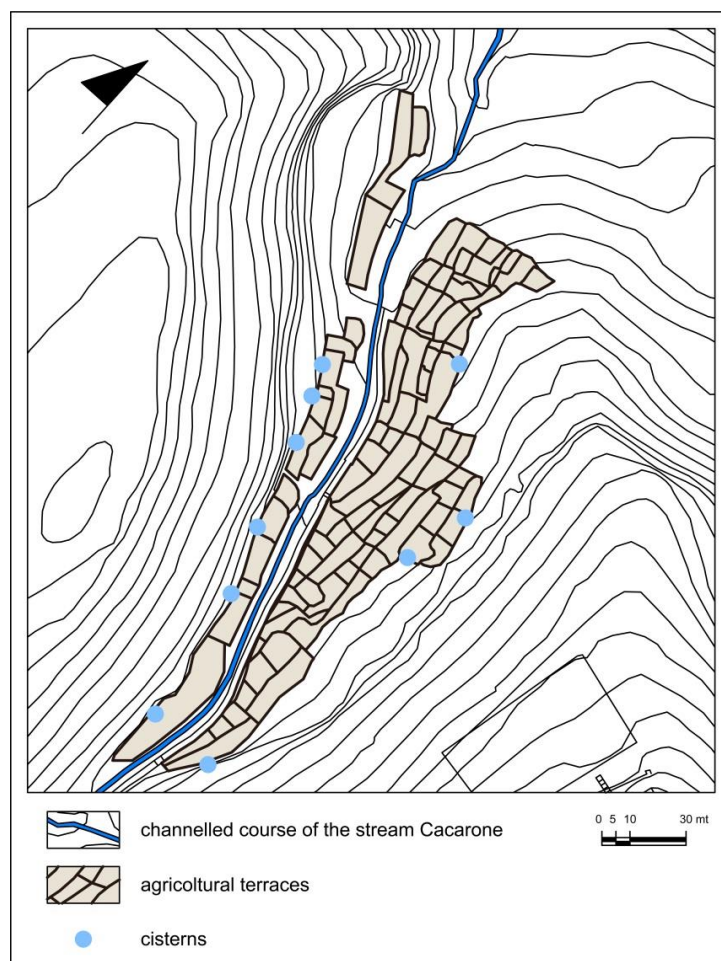 channelled course of the stream Cacarone
0 5 10 30 mt
agricoltural terraces
cisterns